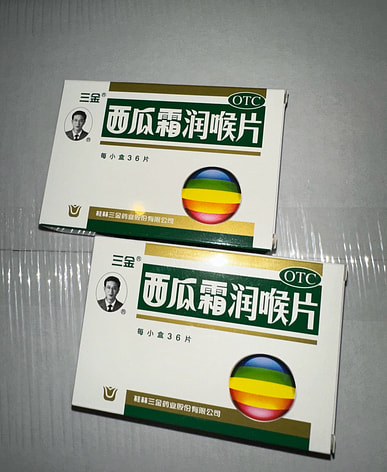 三金®
OTC
西瓜霜润喉片
®
每小盒36片
桂林三金药业股份有限公司
三金®
OTC
西瓜霜润喉片
®
每小盒36片
桂林三金药业股份有限公司